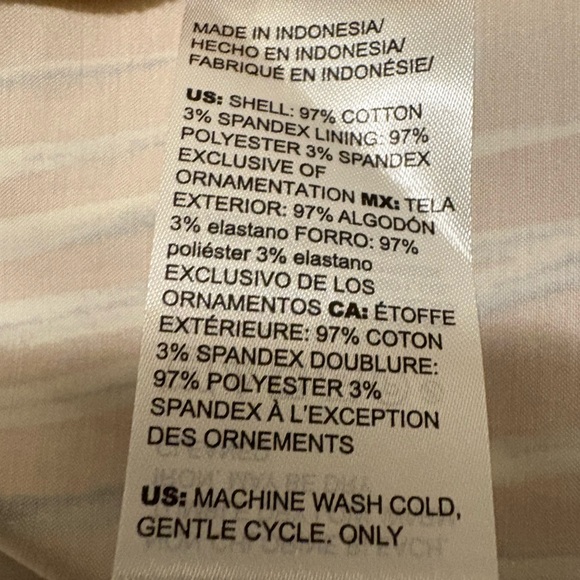 MADE IN INDONESIA/
HECHO EN INDONESIA/
FABRIQUÉ EN INDONÉSIE/
US: SHELL: 97% COTTON
3% SPANDEX LINING: 97%
POLYESTER 3% SPANDEX
EXCLUSIVE OF
ORNAMENTATION MX: TELA
EXTERIOR: 97% ALGODÓN
3% elastano FORRO: 97%
poliéster 3% elastano
EXCLUSIVO DE LOS
ORNAMENTOS CA: ÉTOFFE
EXTÉRIEURE: 97% COTON
3% SPANDEX DOUBLURE:
97% POLYESTER 3%
SPANDEX À L'EXCEPTION
DES ORNEMENTS
US: MACHINE WASH COLD,
GENTLE CYCLE. ONLY